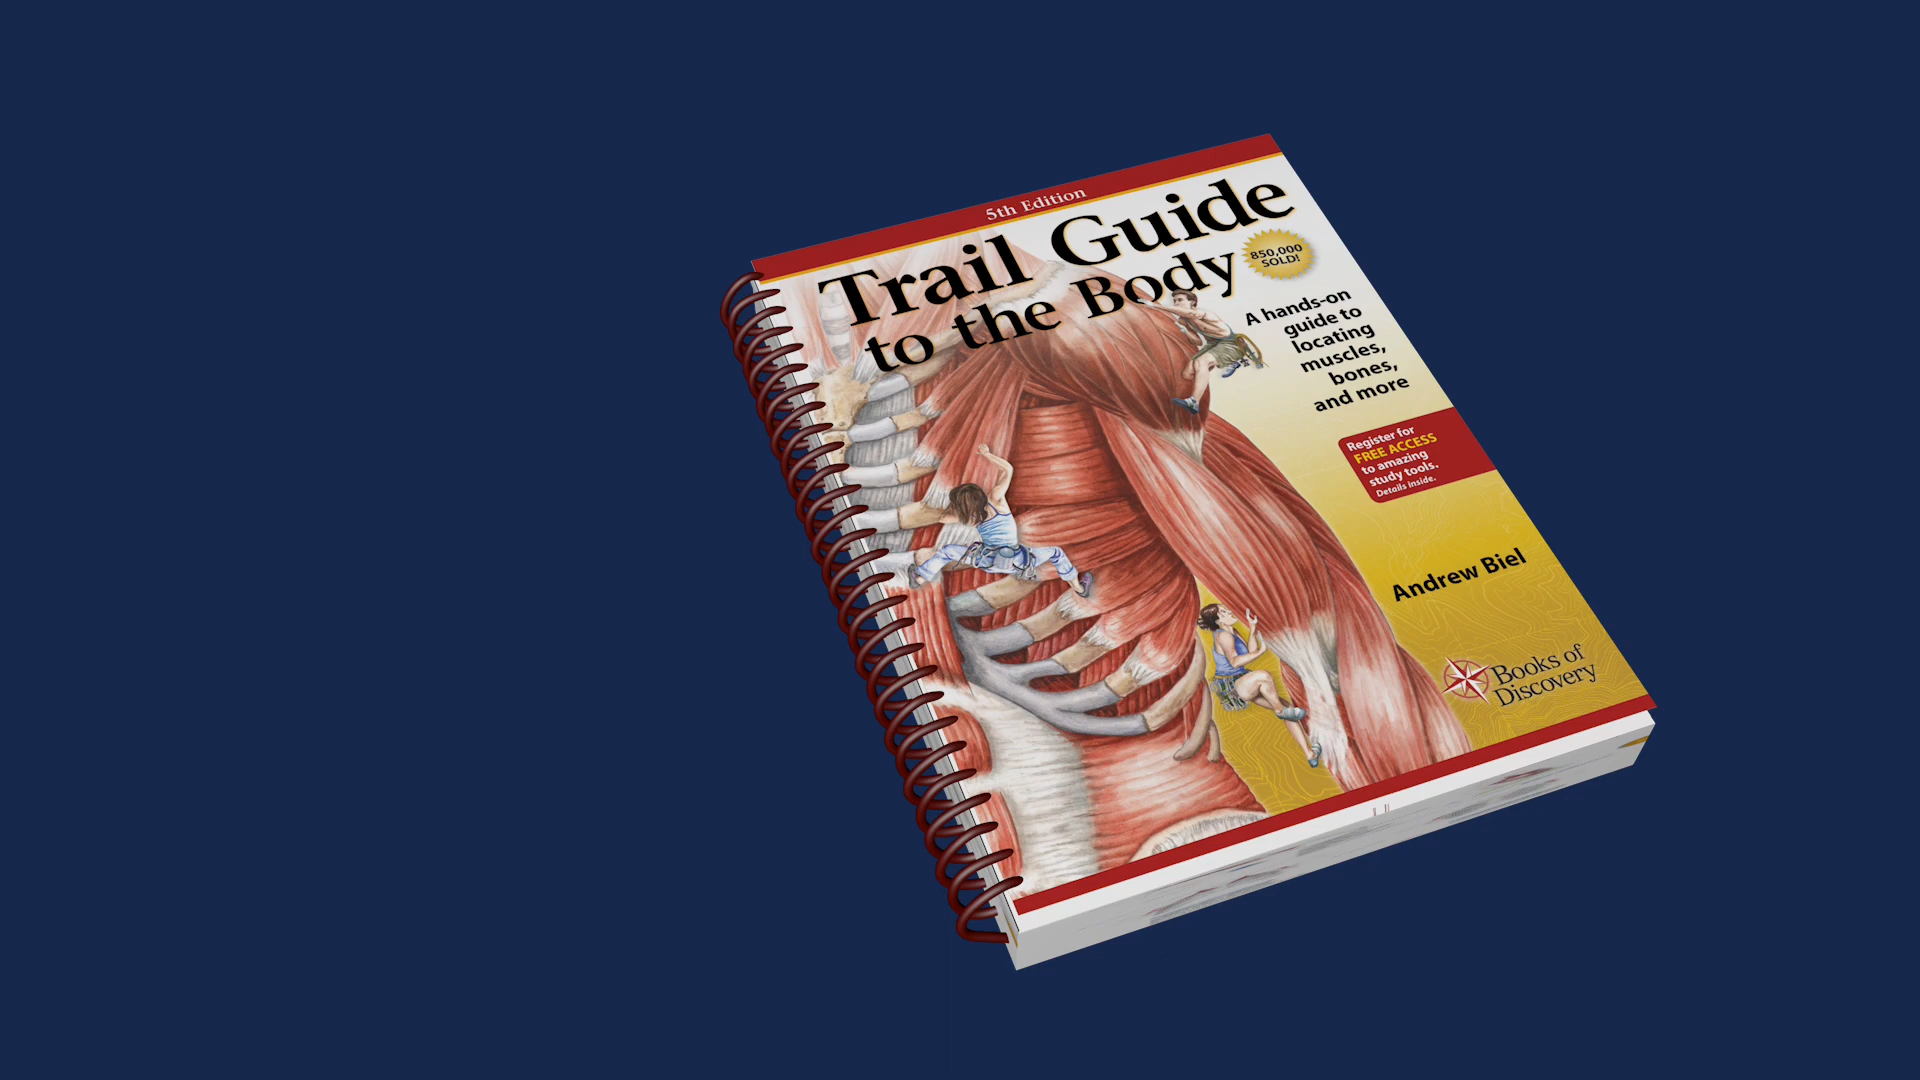 5th Edition
Trail Guide
to the Body
850,000
SOLD!
A hands-on
guide to
locating
muscles,
bones,
and more
Register for
FREE ACCESS
to amazing
study tools.
Details inside.
Andrew Biel
Books of
Discovery